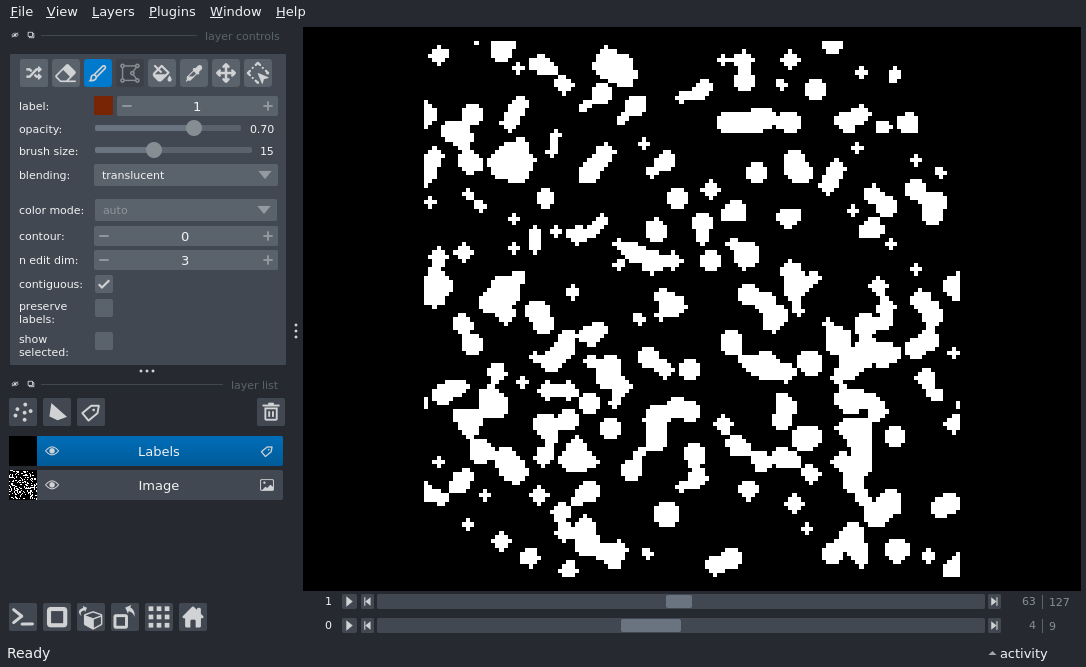 File View Layers Plugins Window Help
layer controls
label: 1
opacity: 0.70
brush size: 15
blending: translucent
color mode: auto
contour: 0
n edit dim: 3
contiguous:
preserve
labels:
show
selected:
layer list
Labels
Image
1 63 127
0 4 9
Ready activity